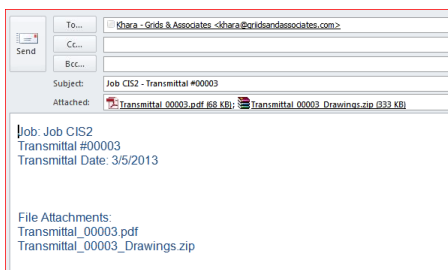 To...
Khara - Grids & Associates <khara@griidsandassociates.com>
Send
Cc...
Bcc...
Subject:
Job CIS2 - Transmittal #00003
Attached:
Transmittal_00003.pdf (68 KB); Transmittal_00003_Drawings.zip (333 KB)
Job: Job CIS2
Transmittal #00003
Transmittal Date: 3/5/2013
File Attachments:
Transmittal_00003.pdf
Transmittal_00003_Drawings.zip